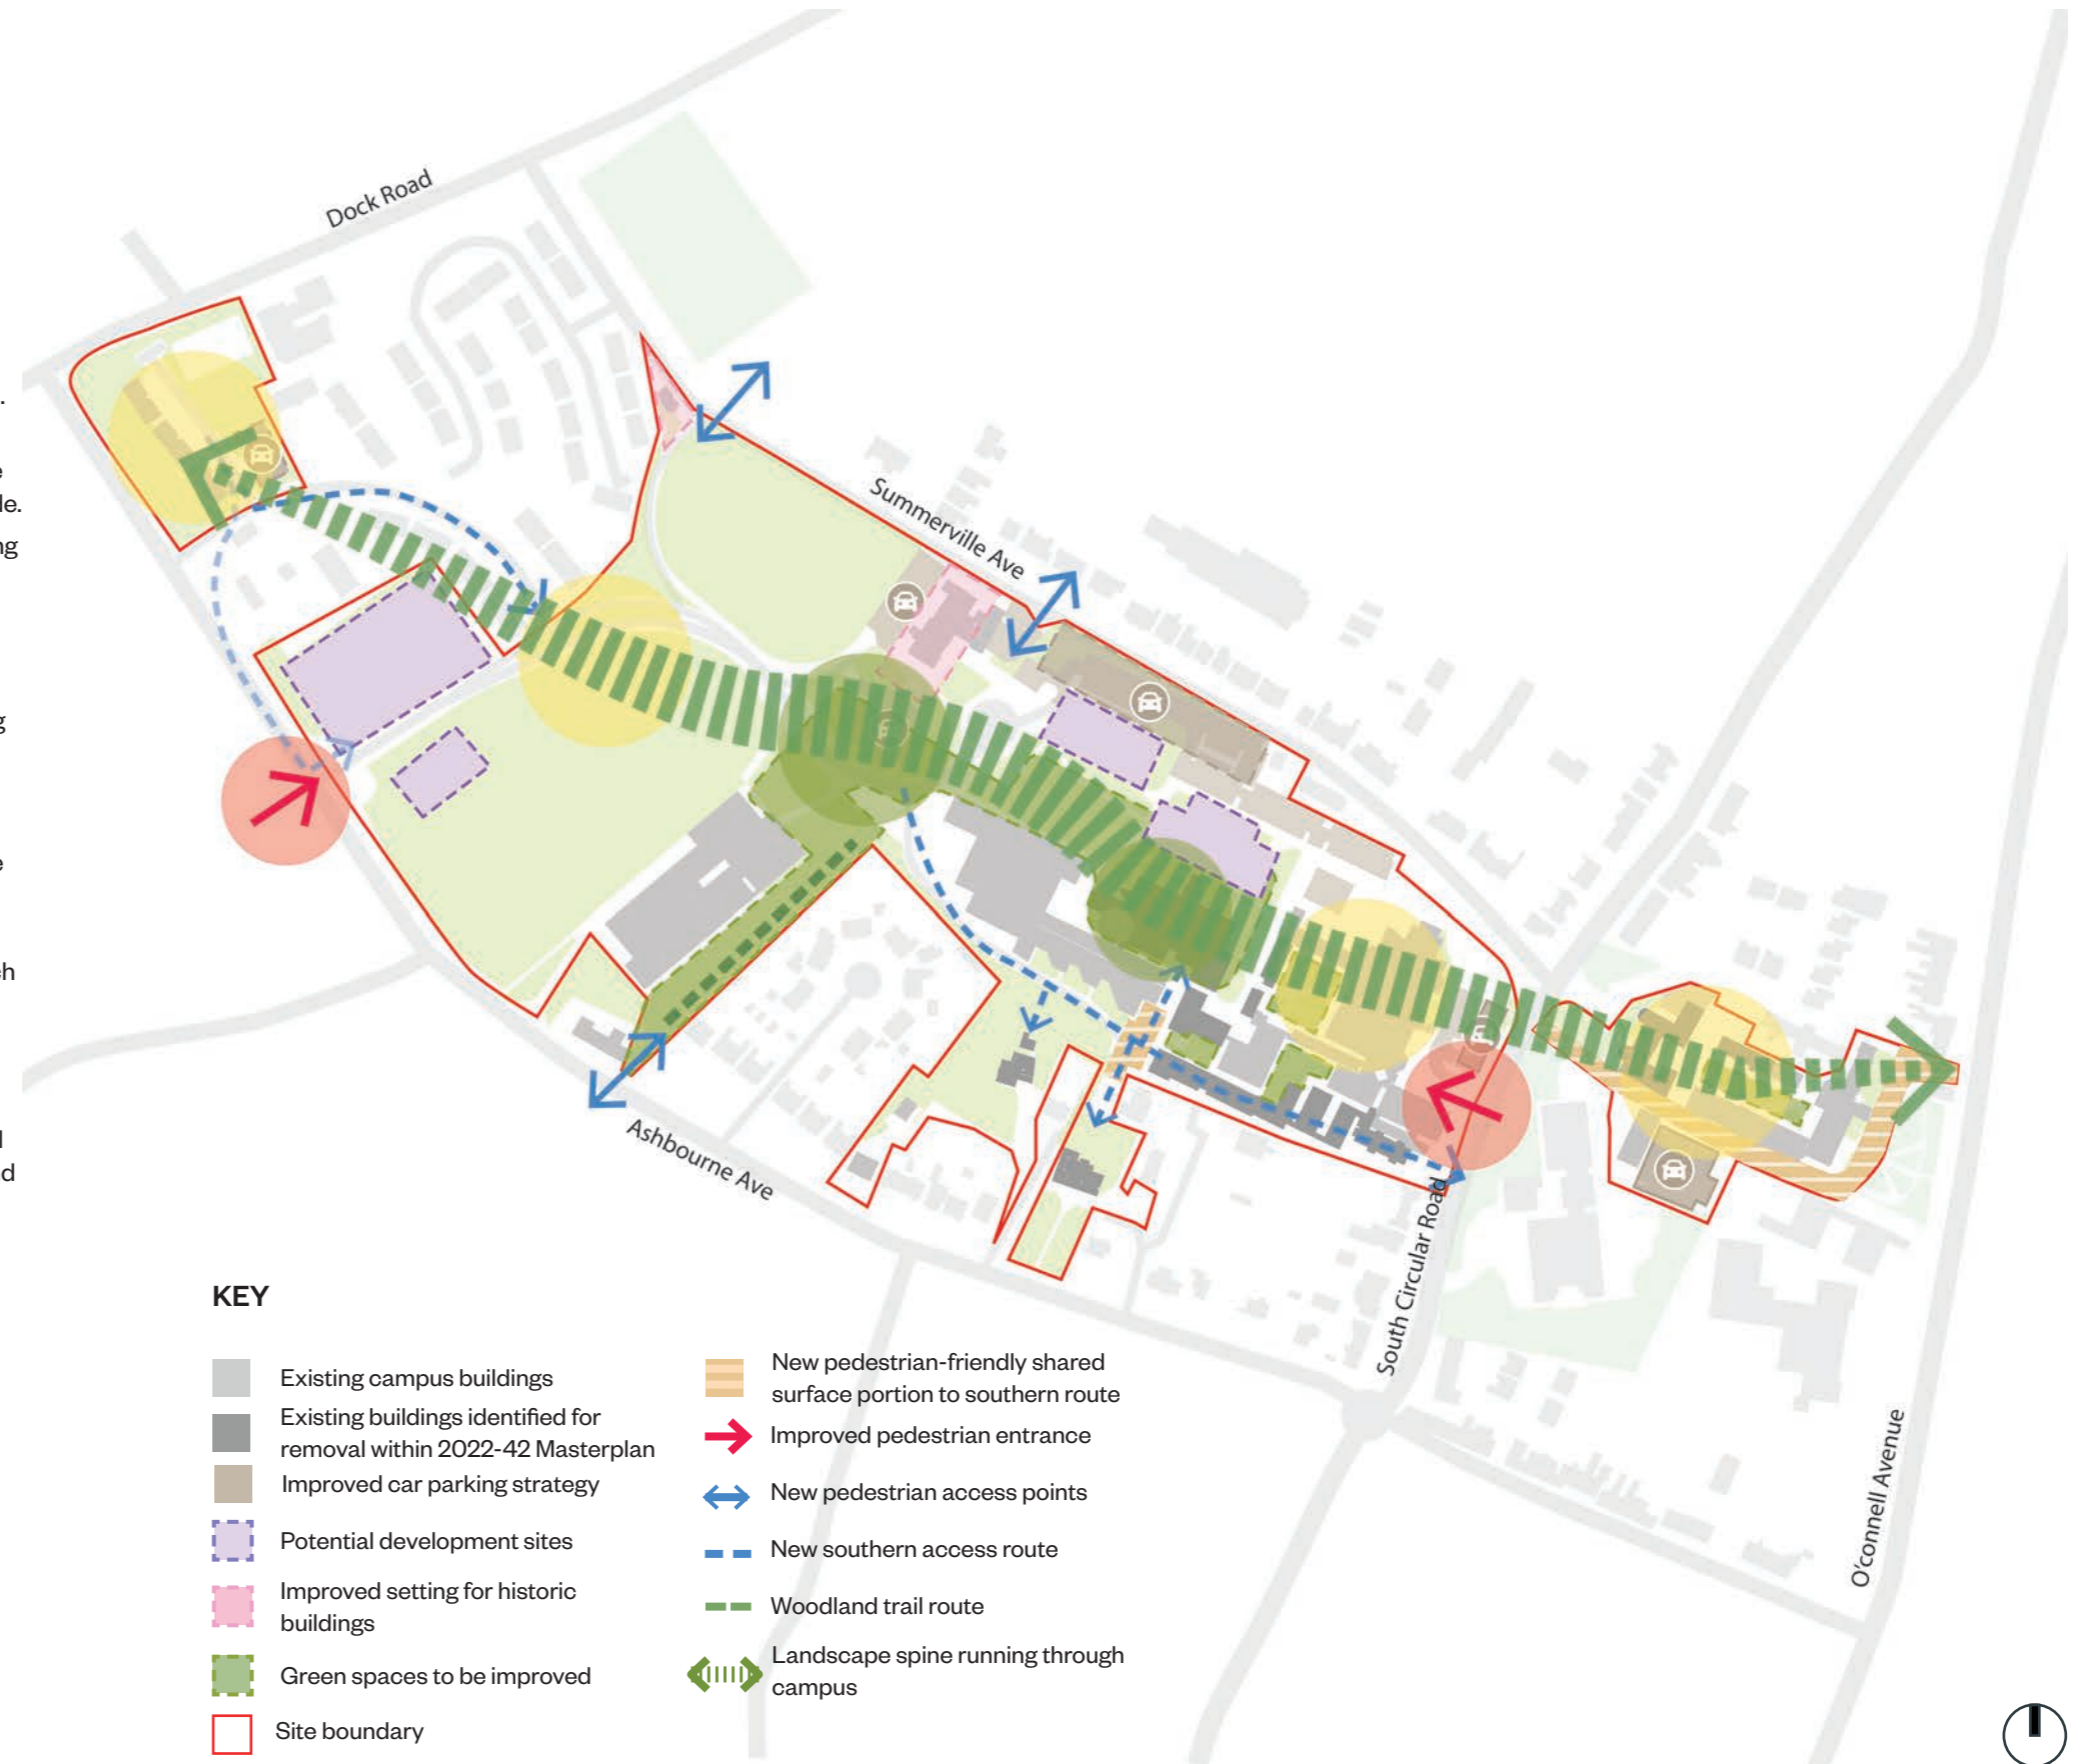 .
e
le.
ng
g
e
ch
l
d
Dock Road
Summerville Ave
Ashbourne Ave
South Circular Road
O'connell Avenue
KEY
Existing campus buildings
Existing buildings identified for
removal within 2022-42 Masterplan
Improved car parking strategy
Potential development sites
Improved setting for historic
buildings
Green spaces to be improved
Site boundary
New pedestrian-friendly shared
surface portion to southern route
Improved pedestrian entrance
New pedestrian access points
New southern access route
Woodland trail route
Landscape spine running through
campus